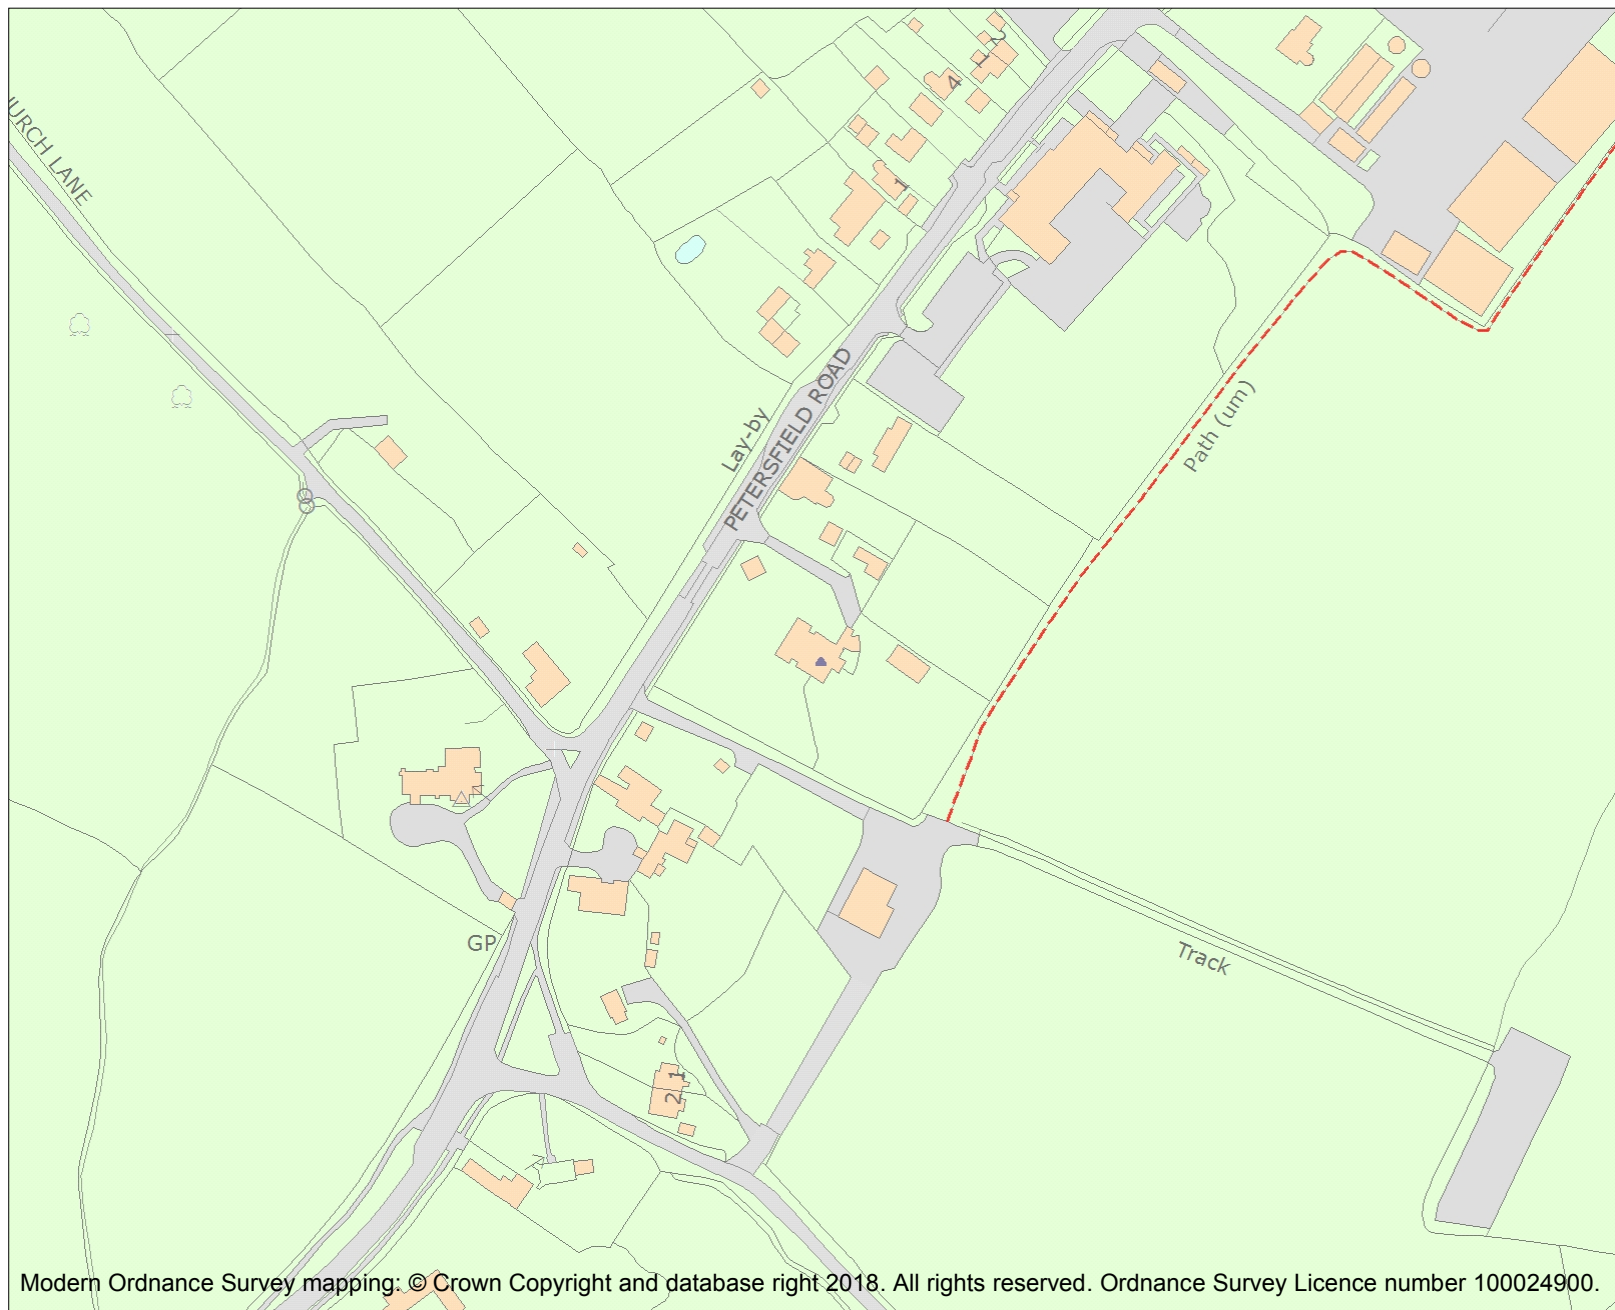 2
1
4
URCH LANE
1
PETERSFIELD ROAD
Lay-by
Path (um)
GP
Track
1
2
Modern Ordnance Survey mapping: © Crown Copyright and database right 2018. All rights reserved. Ordnance Survey Licence number 100024900.